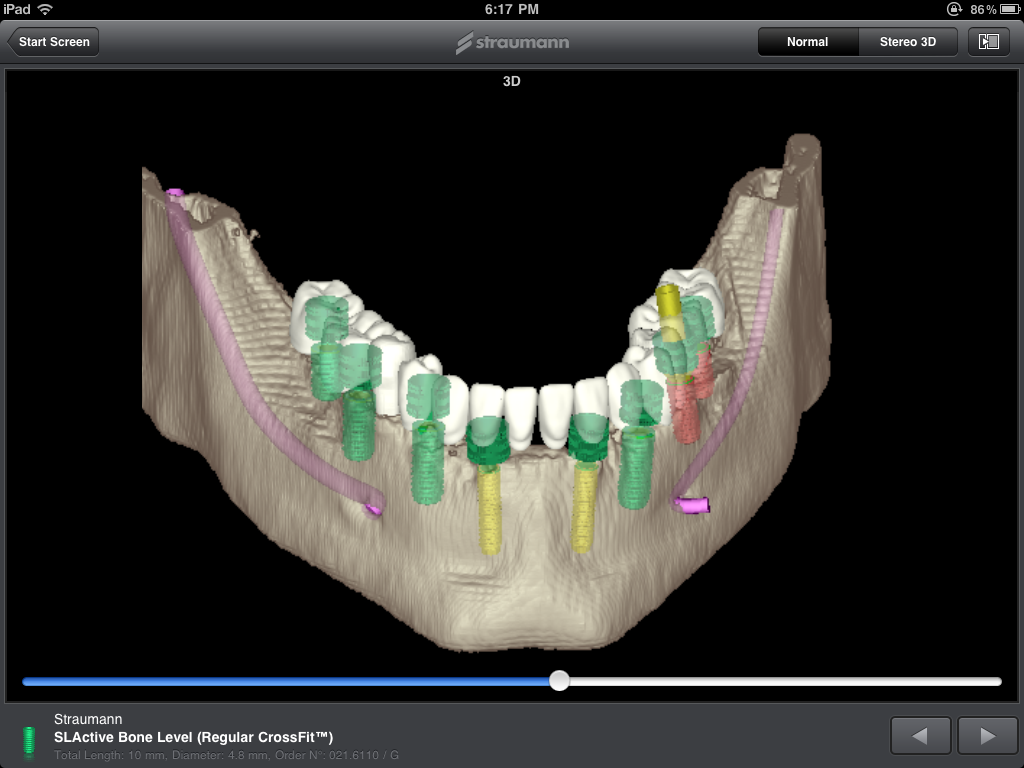 iPad 6:17 PM 86%
Start Screen straumann Normal Stereo 3D
3D
Straumann
SLActive Bone Level (Regular CrossFit™)
Total Length: 10 mm, Diameter: 4.8 mm, Order N°: 021.6110 / G